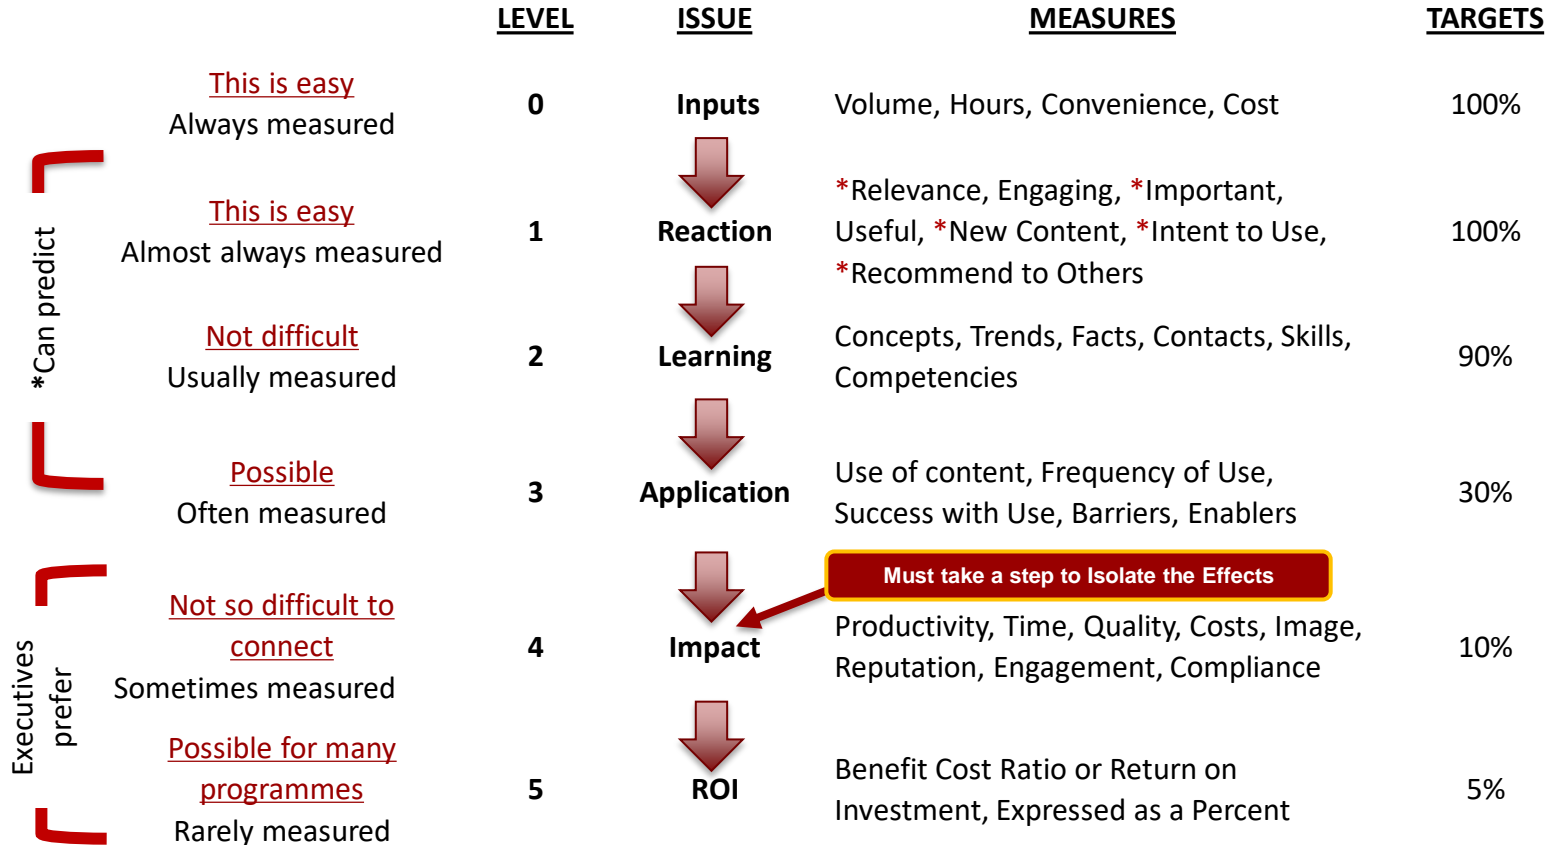 LEVEL ISSUE MEASURES TARGETS
This is easy
Always measured
0
Inputs
Volume, Hours, Convenience, Cost
100%
*Can predict
This is easy
Almost always measured
1
Reaction
*Relevance, Engaging, *Important,
Useful, *New Content, *Intent to Use,
*Recommend to Others
100%
Not difficult
Usually measured
2
Learning
Concepts, Trends, Facts, Contacts, Skills,
Competencies
90%
Possible
Often measured
3
Application
Use of content, Frequency of Use,
Success with Use, Barriers, Enablers
30%
Must take a step to Isolate the Effects
Executives
prefer
Not so difficult to
connect
Sometimes measured
4
Impact
Productivity, Time, Quality, Costs, Image,
Reputation, Engagement, Compliance
10%
Possible for many
programmes
Rarely measured
5
ROI
Benefit Cost Ratio or Return on
Investment, Expressed as a Percent
5%